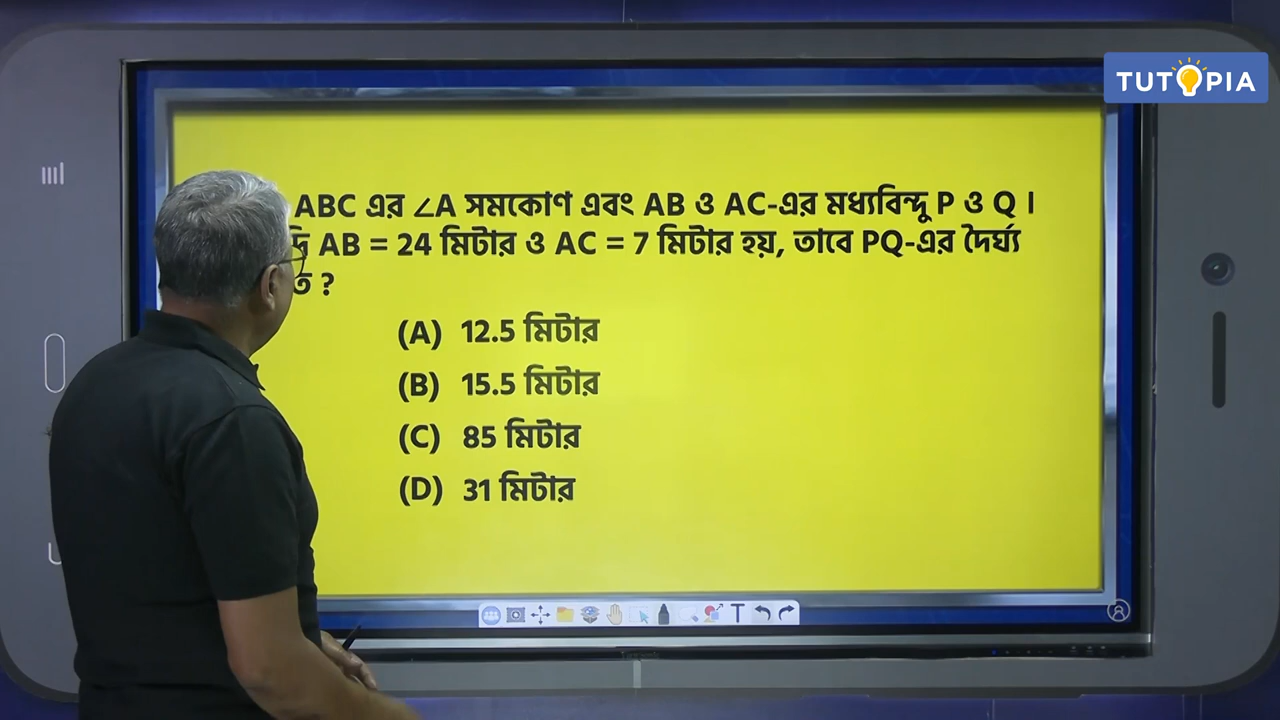 TUTOPIA
ABC এর ∠A সমকোণ এবং AB ও AC-এর মধ্যবিন্দু P ও Q ।
AB = 24 মিটার ও AC = 7 মিটার হয়, তাবে PQ-এর দৈর্ঘ্য
?
(A) 12.5 মিটার
(B) 15.5 মিটার
(C) 85 মিটার
(D) 31 মিটার